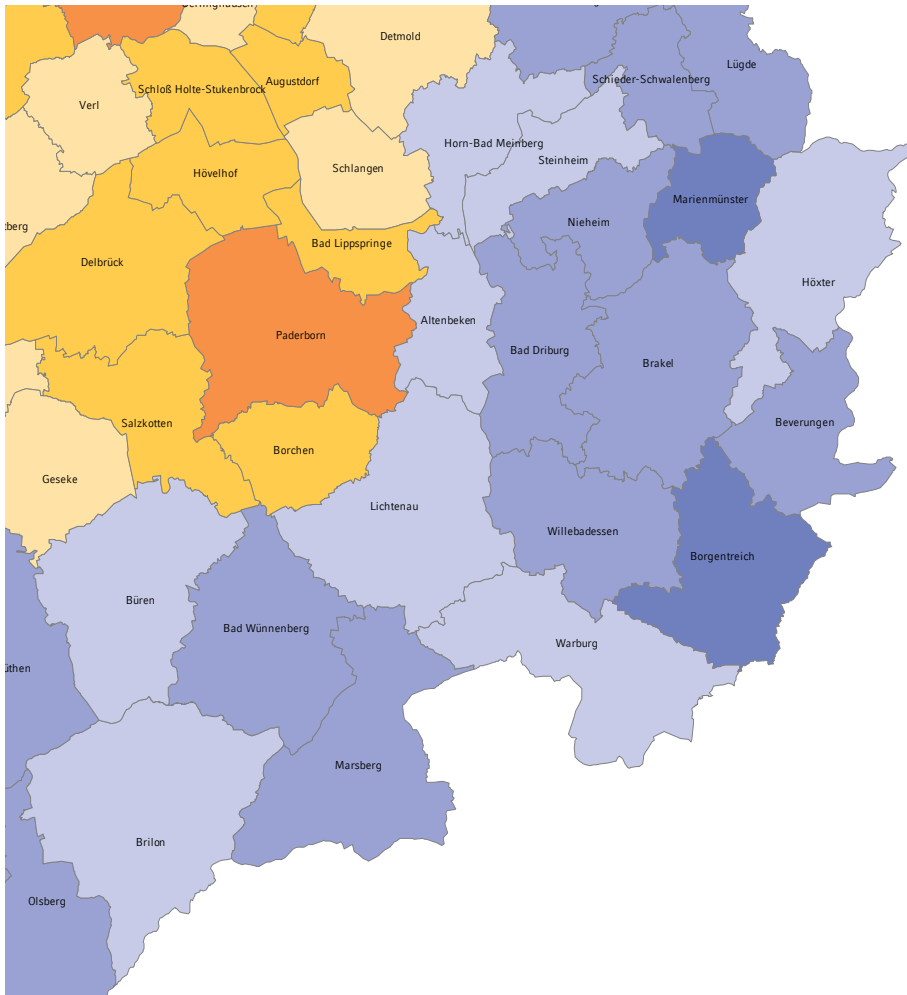 Detmold
Lügde
Schieder-Schwalenberg
Augustdorf
Schloß Holte-Stukenbrock
Verl
Horn-Bad Meinberg
Steinheim
Schlangen
Hövelhof
Marienmünster
Nieheim
Bad Lippspringe
Delbrück
Höxter
Altenbeken
Paderborn
Bad Driburg
Brakel
Salzkotten
Beverungen
Borchen
Geseke
Lichtenau
Willebadessen
Borgentreich
Büren
Bad Wünnenberg
Warburg
Marsberg
Brilon
Olsberg